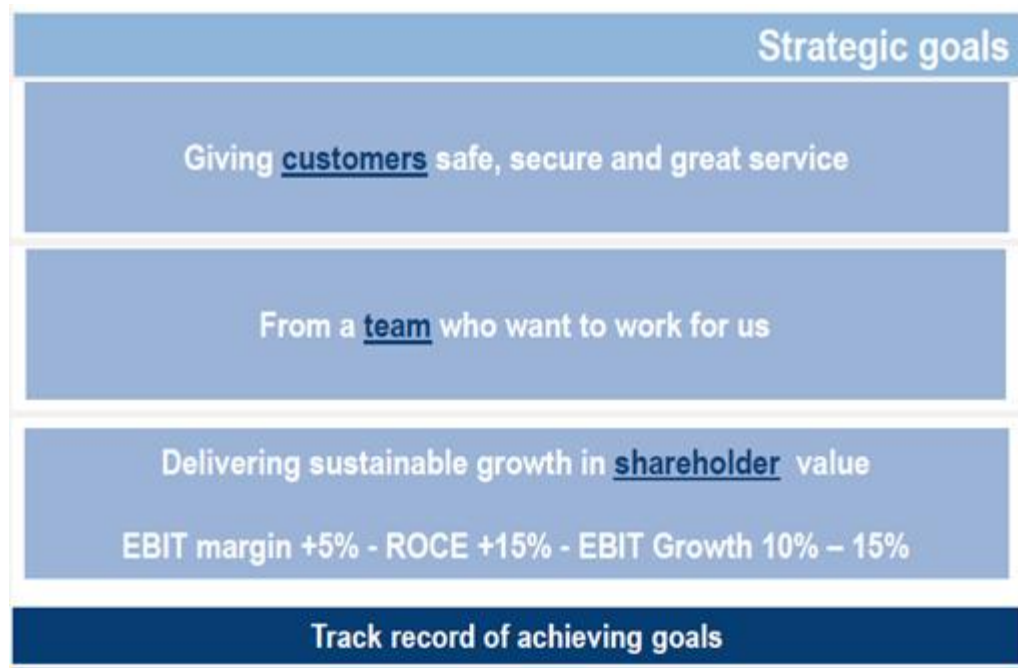 Strategic goals
Giving customers safe, secure and great service
From a team who want to work for us
Delivering sustainable growth in shareholder value
EBIT margin +5% - ROCE +15% - EBIT Growth 10% – 15%
Track record of achieving goals